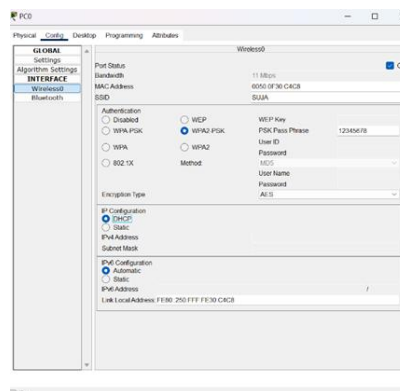 PC0
Physical Config Desktop Programming Attributes
GLOBAL
Settings
Algorithm Settings
INTERFACE
Wireless0
Bluetooth
Wireless0
Port Status
Bandwidth 11 Mbps
MAC Address 0050.0F30.C4C8
SSID SUJA
Authentication
Disabled WEP WEP Key
WPA-PSK WPA2-PSK PSK Pass Phrase 12345678
User ID
WPA WPA2 Password
802.1X Method: MD5
User Name
Password
Encryption Type AES
IP Configuration
DHCP
Static
IPv4 Address
Subnet Mask
IPv6 Configuration
Automatic
Static
IPv6 Address /
Link Local Address: FE80::250:FFF:FE30:C4C8